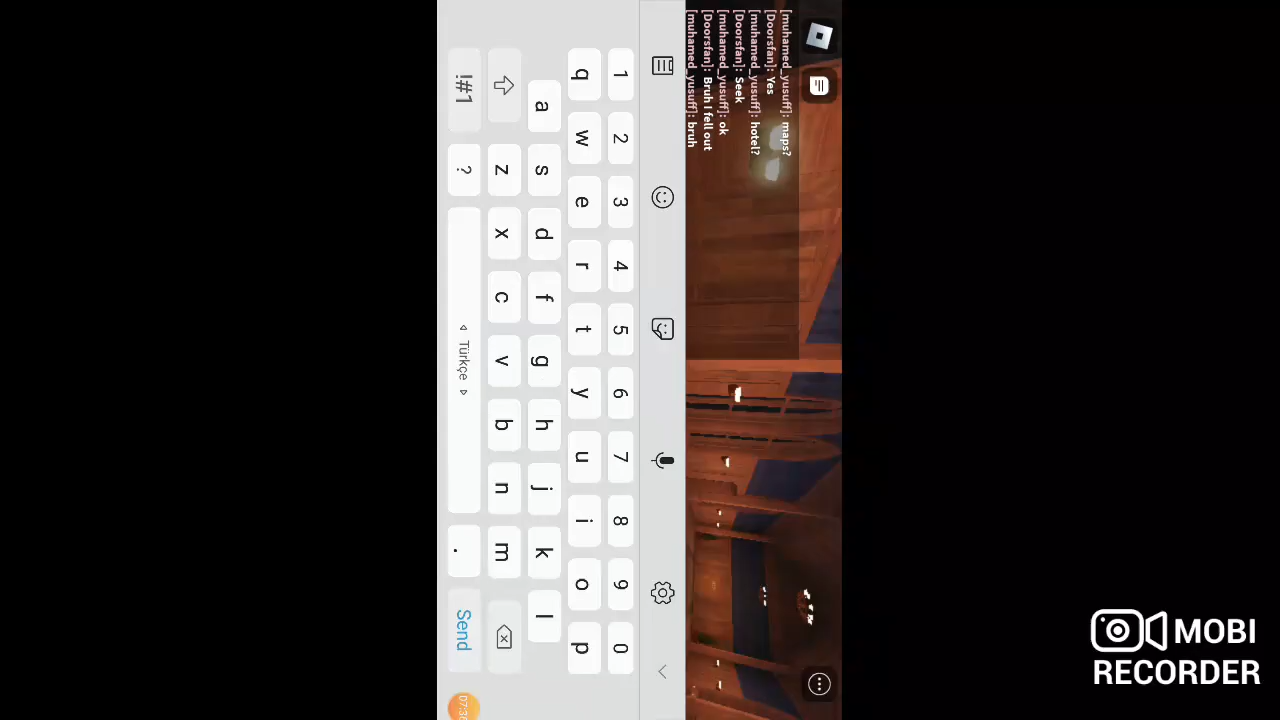 [muhamed_yusuff]: maps?
[Doorsfan]: Yes
[muhamed_yusuff]: hotel?
[Doorsfan]: Seek
[muhamed_yusuff]: ok
[Doorsfan]: Bruh I fell out
[muhamed_yusuff]: bruh
1 2 3 4 5 6 7 8 9 0
q w e r t y u i o p
a s d f g h j k l
z x c v b n m
!#1 ? Türkçe . Send
MOBI
RECORDER